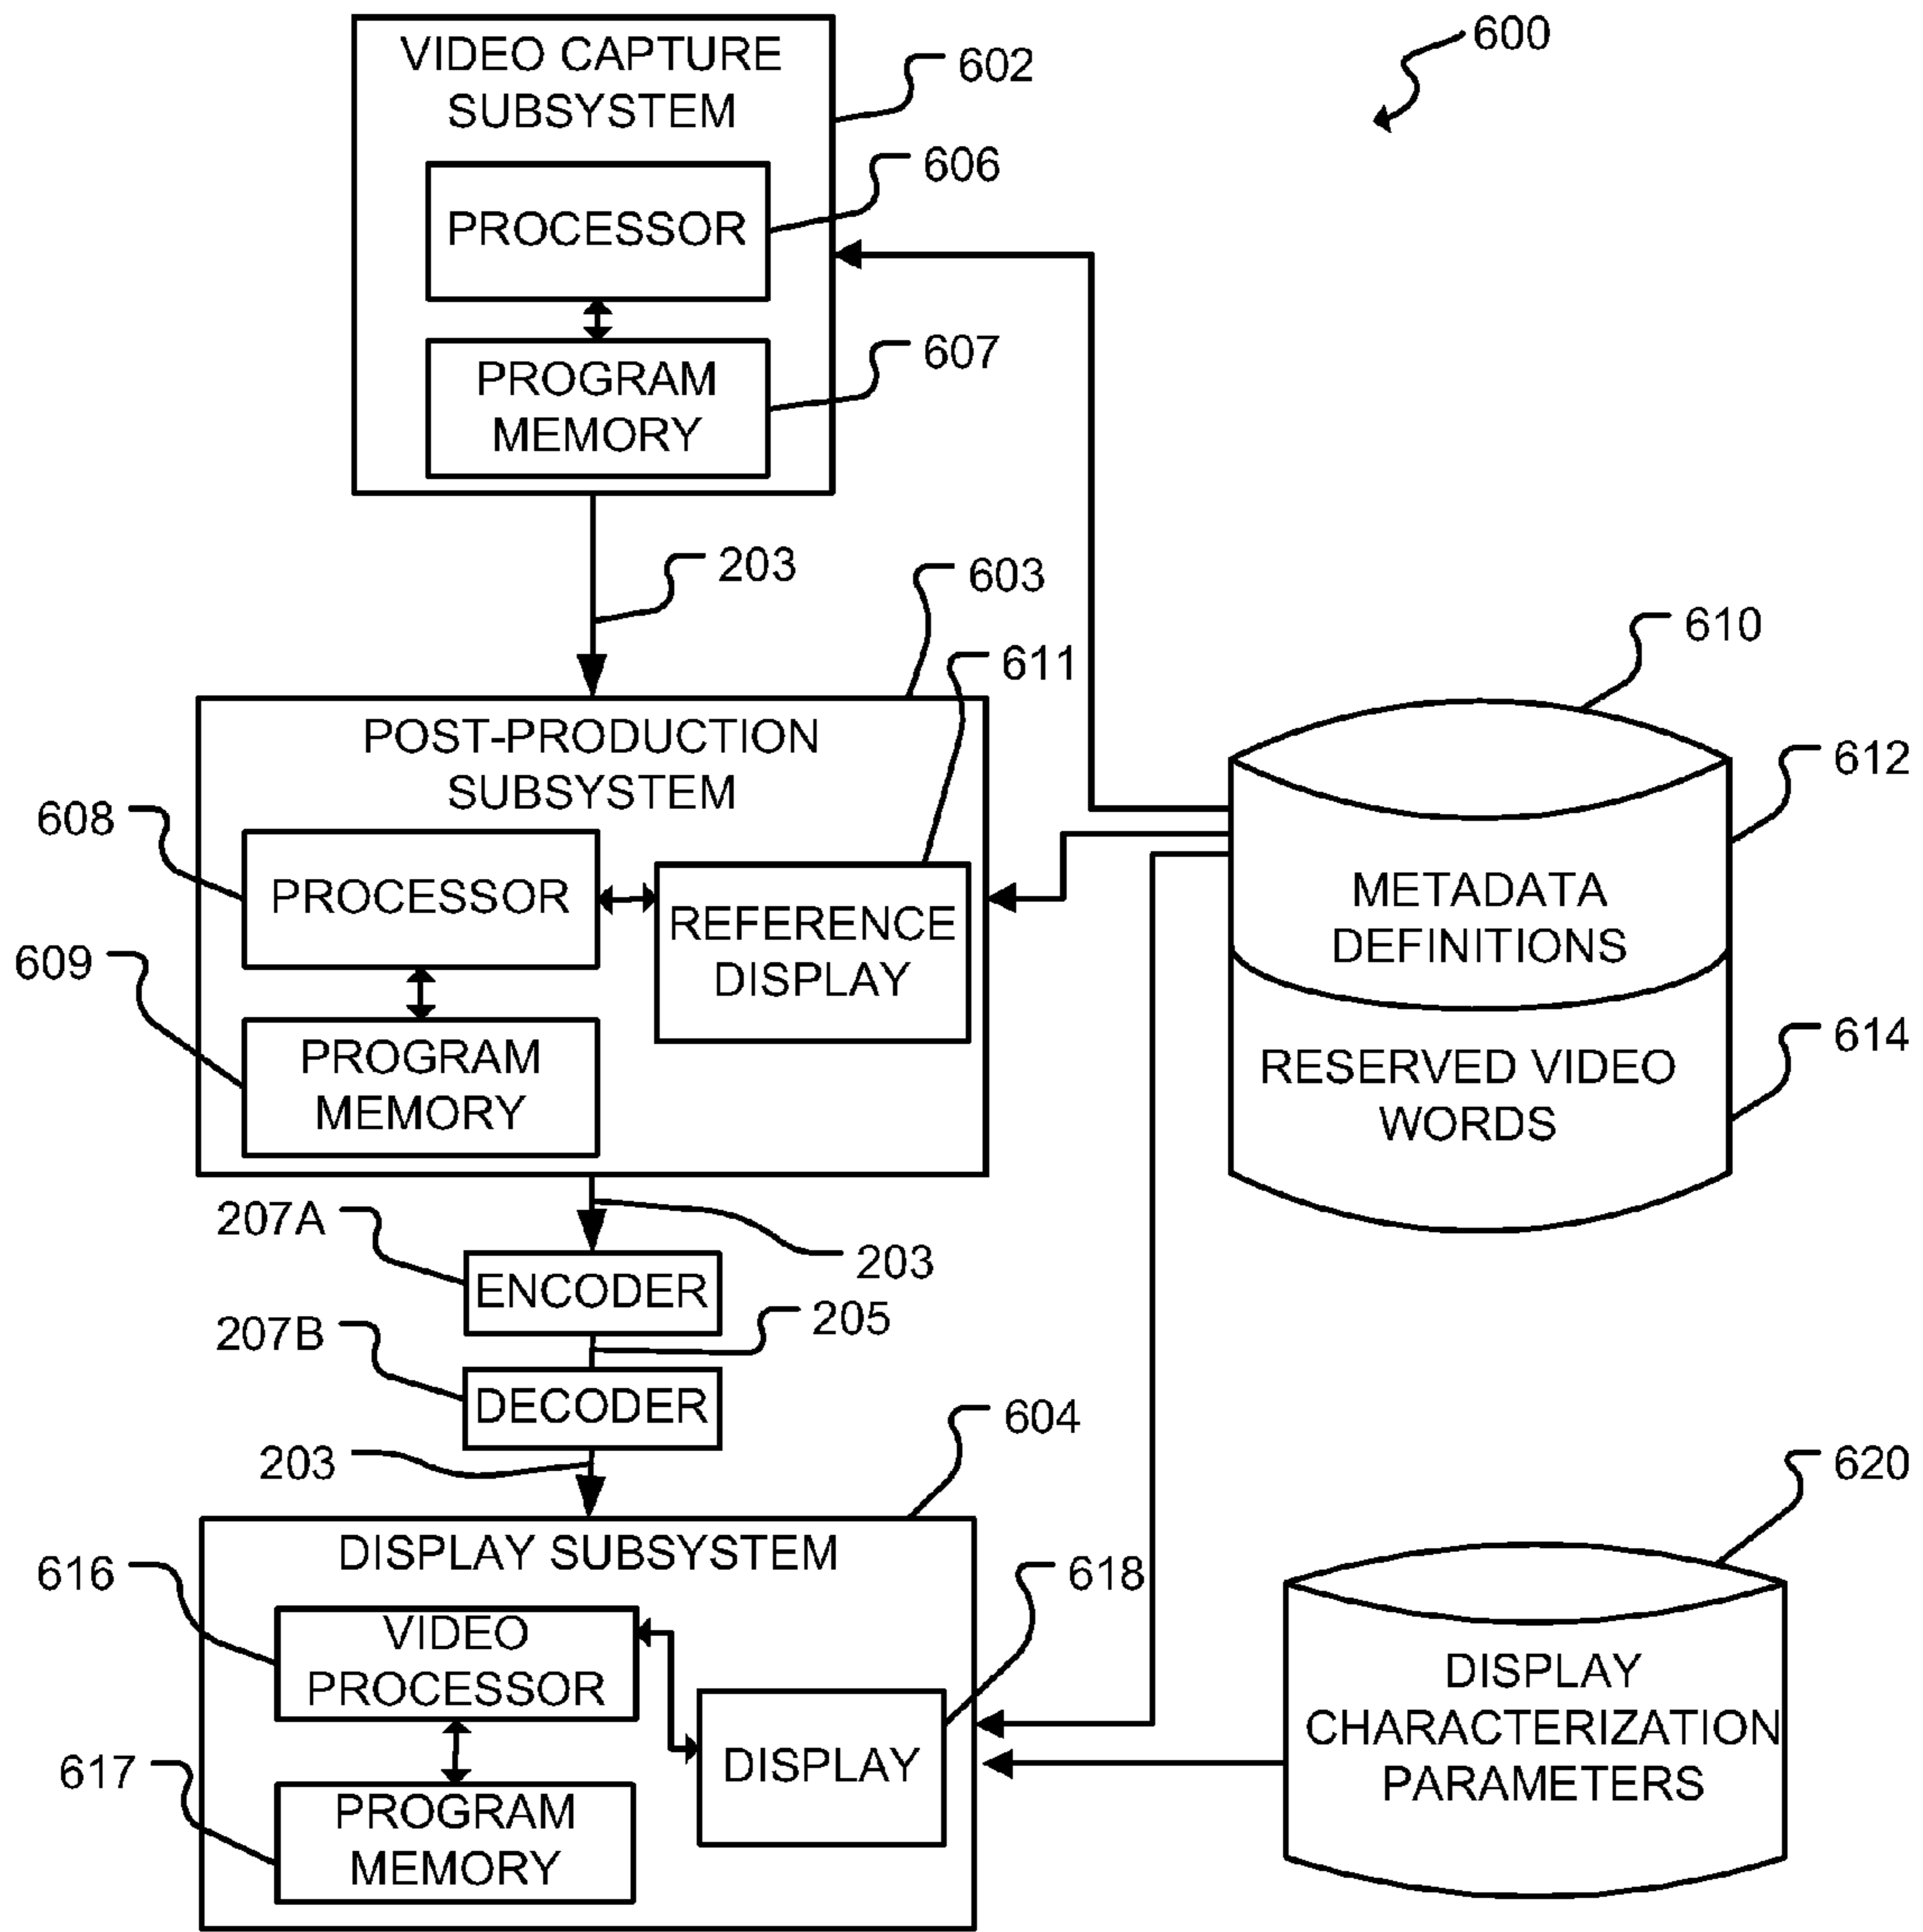 600
VIDEO CAPTURE
SUBSYSTEM
602
PROCESSOR
606
PROGRAM
MEMORY
607
203
603
611
POST-PRODUCTION
SUBSYSTEM
608
PROCESSOR
REFERENCE
DISPLAY
609
PROGRAM
MEMORY
610
612
METADATA
DEFINITIONS
614
RESERVED VIDEO
WORDS
207A
203
ENCODER
205
207B
DECODER
203
604
DISPLAY SUBSYSTEM
616
VIDEO
PROCESSOR
618
DISPLAY
617
PROGRAM
MEMORY
620
DISPLAY
CHARACTERIZATION
PARAMETERS